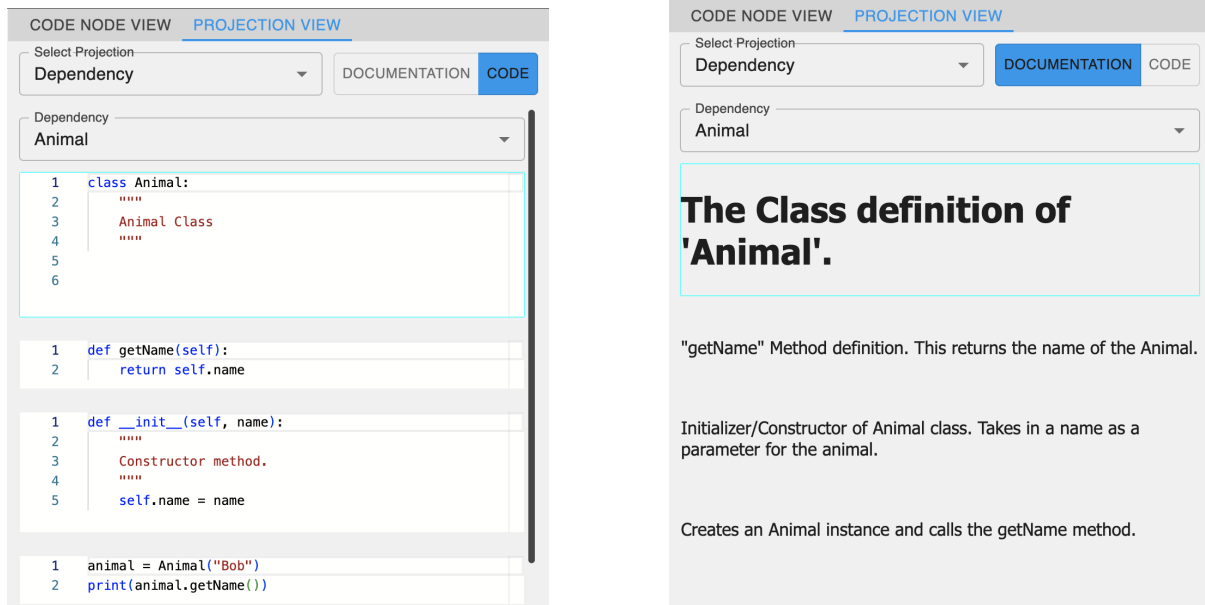 CODE NODE VIEW PROJECTION VIEW
Select Projection
Dependency
DOCUMENTATION CODE
Dependency
Animal
1 class Animal:
2     """
3     Animal Class
4     """
5
6
1 def getName(self):
2     return self.name
1 def __init__(self, name):
2     """
3     Constructor method.
4     """
5     self.name = name
1 animal = Animal("Bob")
2 print(animal.getName())
CODE NODE VIEW PROJECTION VIEW
Select Projection
Dependency
DOCUMENTATION CODE
Dependency
Animal
The Class definition of
'Animal'.
"getName" Method definition. This returns the name of the Animal.
Initializer/Constructor of Animal class. Takes in a name as a
parameter for the animal.
Creates an Animal instance and calls the getName method.